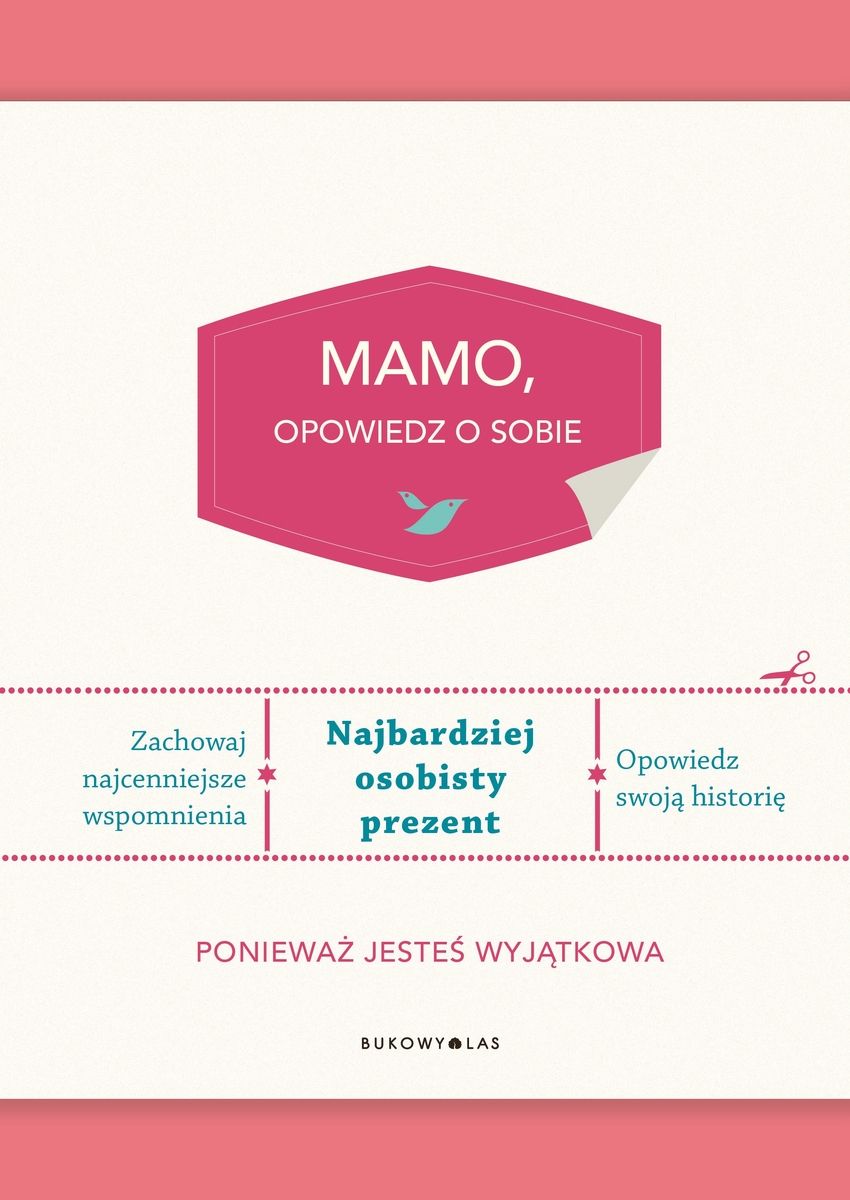 MAMO,
OPOWIEDZ O SOBIE
Zachowaj
najcenniejsze
wspomnienia
Najbardziej
osobisty
prezent
Opowiedz
swoją historię
PONIEWAŻ JESTEŚ WYJĄTKOWA
BUKOWY LAS